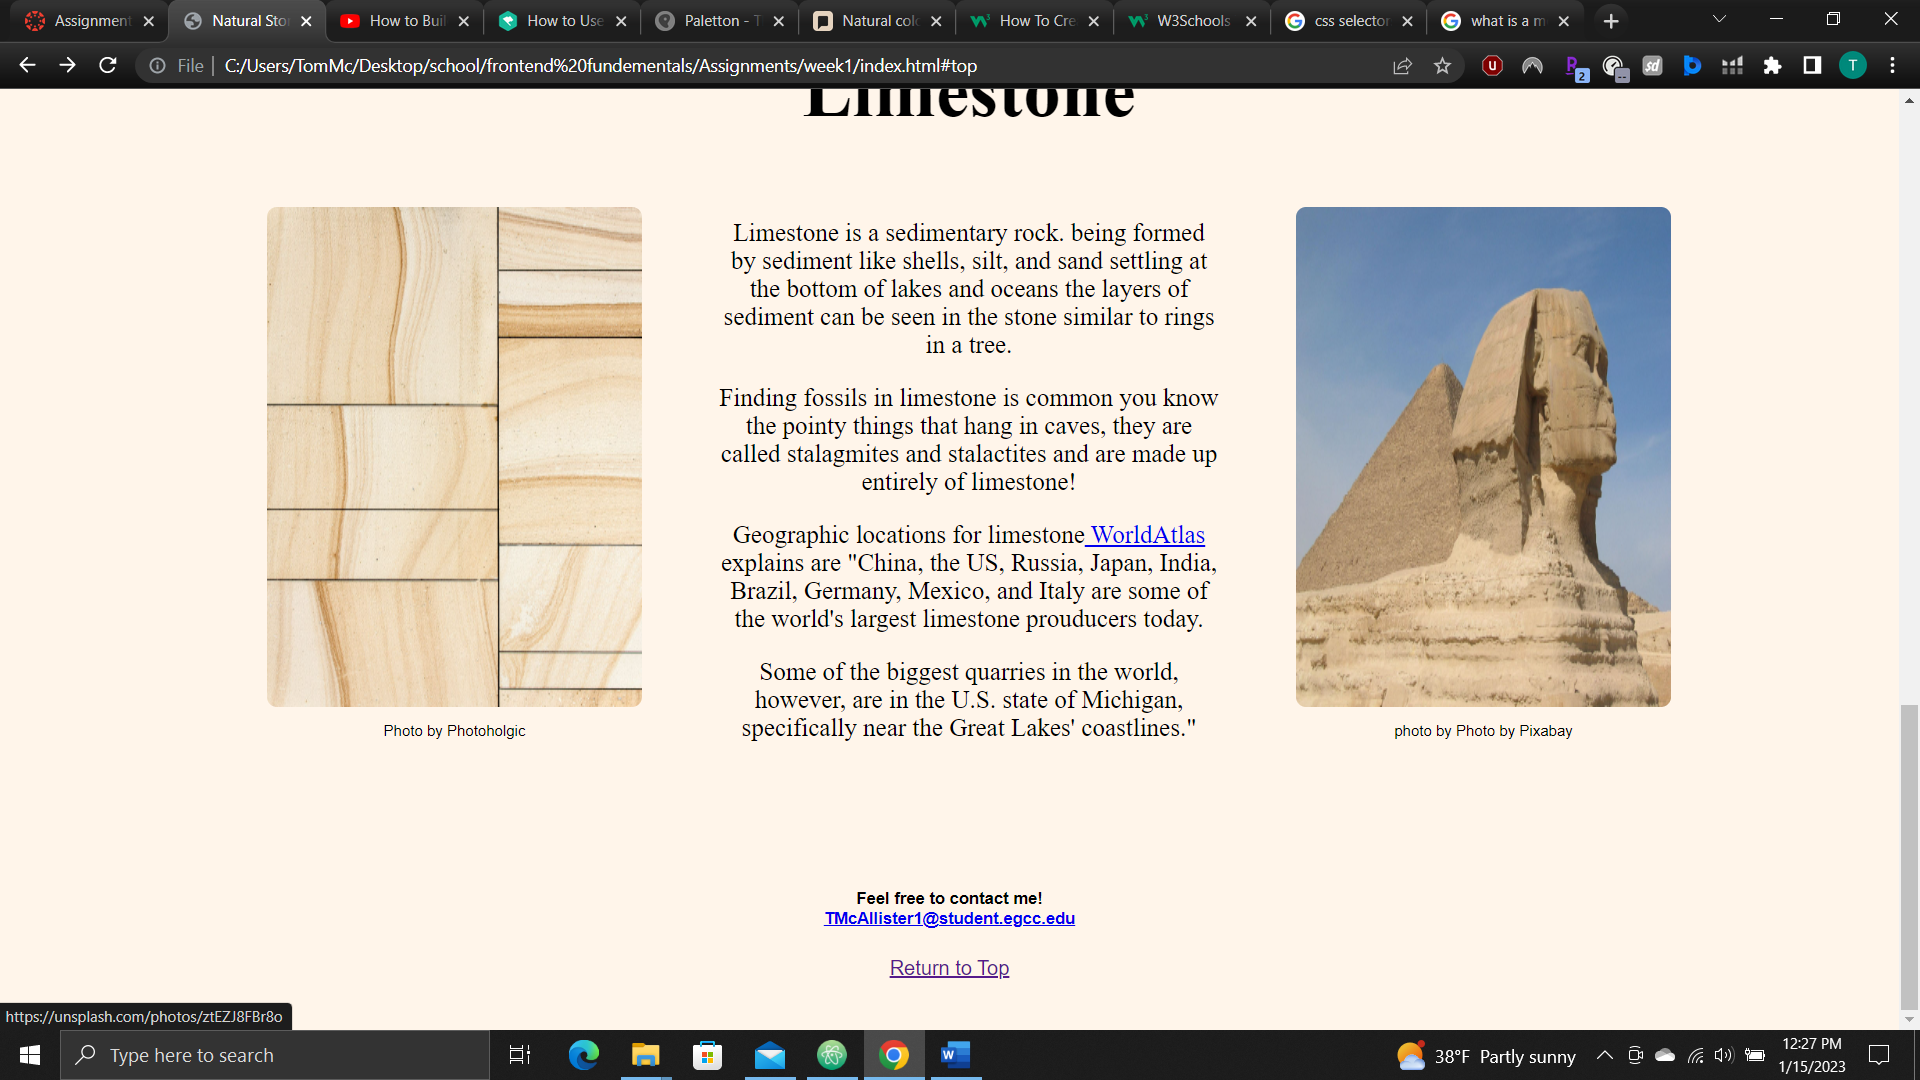 Assignment
Natural Sto
How to Buil
How to Use
Paletton - T
Natural colo
How To Cre
W3Schools
css selector
what is a m
File
C:/Users/TomMc/Desktop/school/frontend%20fundementals/Assignments/week1/index.html#top
Limestone
Limestone is a sedimentary rock. being formed
by sediment like shells, silt, and sand settling at
the bottom of lakes and oceans the layers of
sediment can be seen in the stone similar to rings
in a tree.
Finding fossils in limestone is common you know
the pointy things that hang in caves, they are
called stalagmites and stalactites and are made up
entirely of limestone!
Geographic locations for limestone WorldAtlas
explains are "China, the US, Russia, Japan, India,
Brazil, Germany, Mexico, and Italy are some of
the world's largest limestone prouducers today.
Some of the biggest quarries in the world,
however, are in the U.S. state of Michigan,
specifically near the Great Lakes' coastlines."
Photo by Photoholgic
photo by Photo by Pixabay
Feel free to contact me!
TMcAllister1@student.egcc.edu
Return to Top
https://unsplash.com/photos/ztEZJ8FBr8o
Type here to search
38°F Partly sunny
12:27 PM
1/15/2023